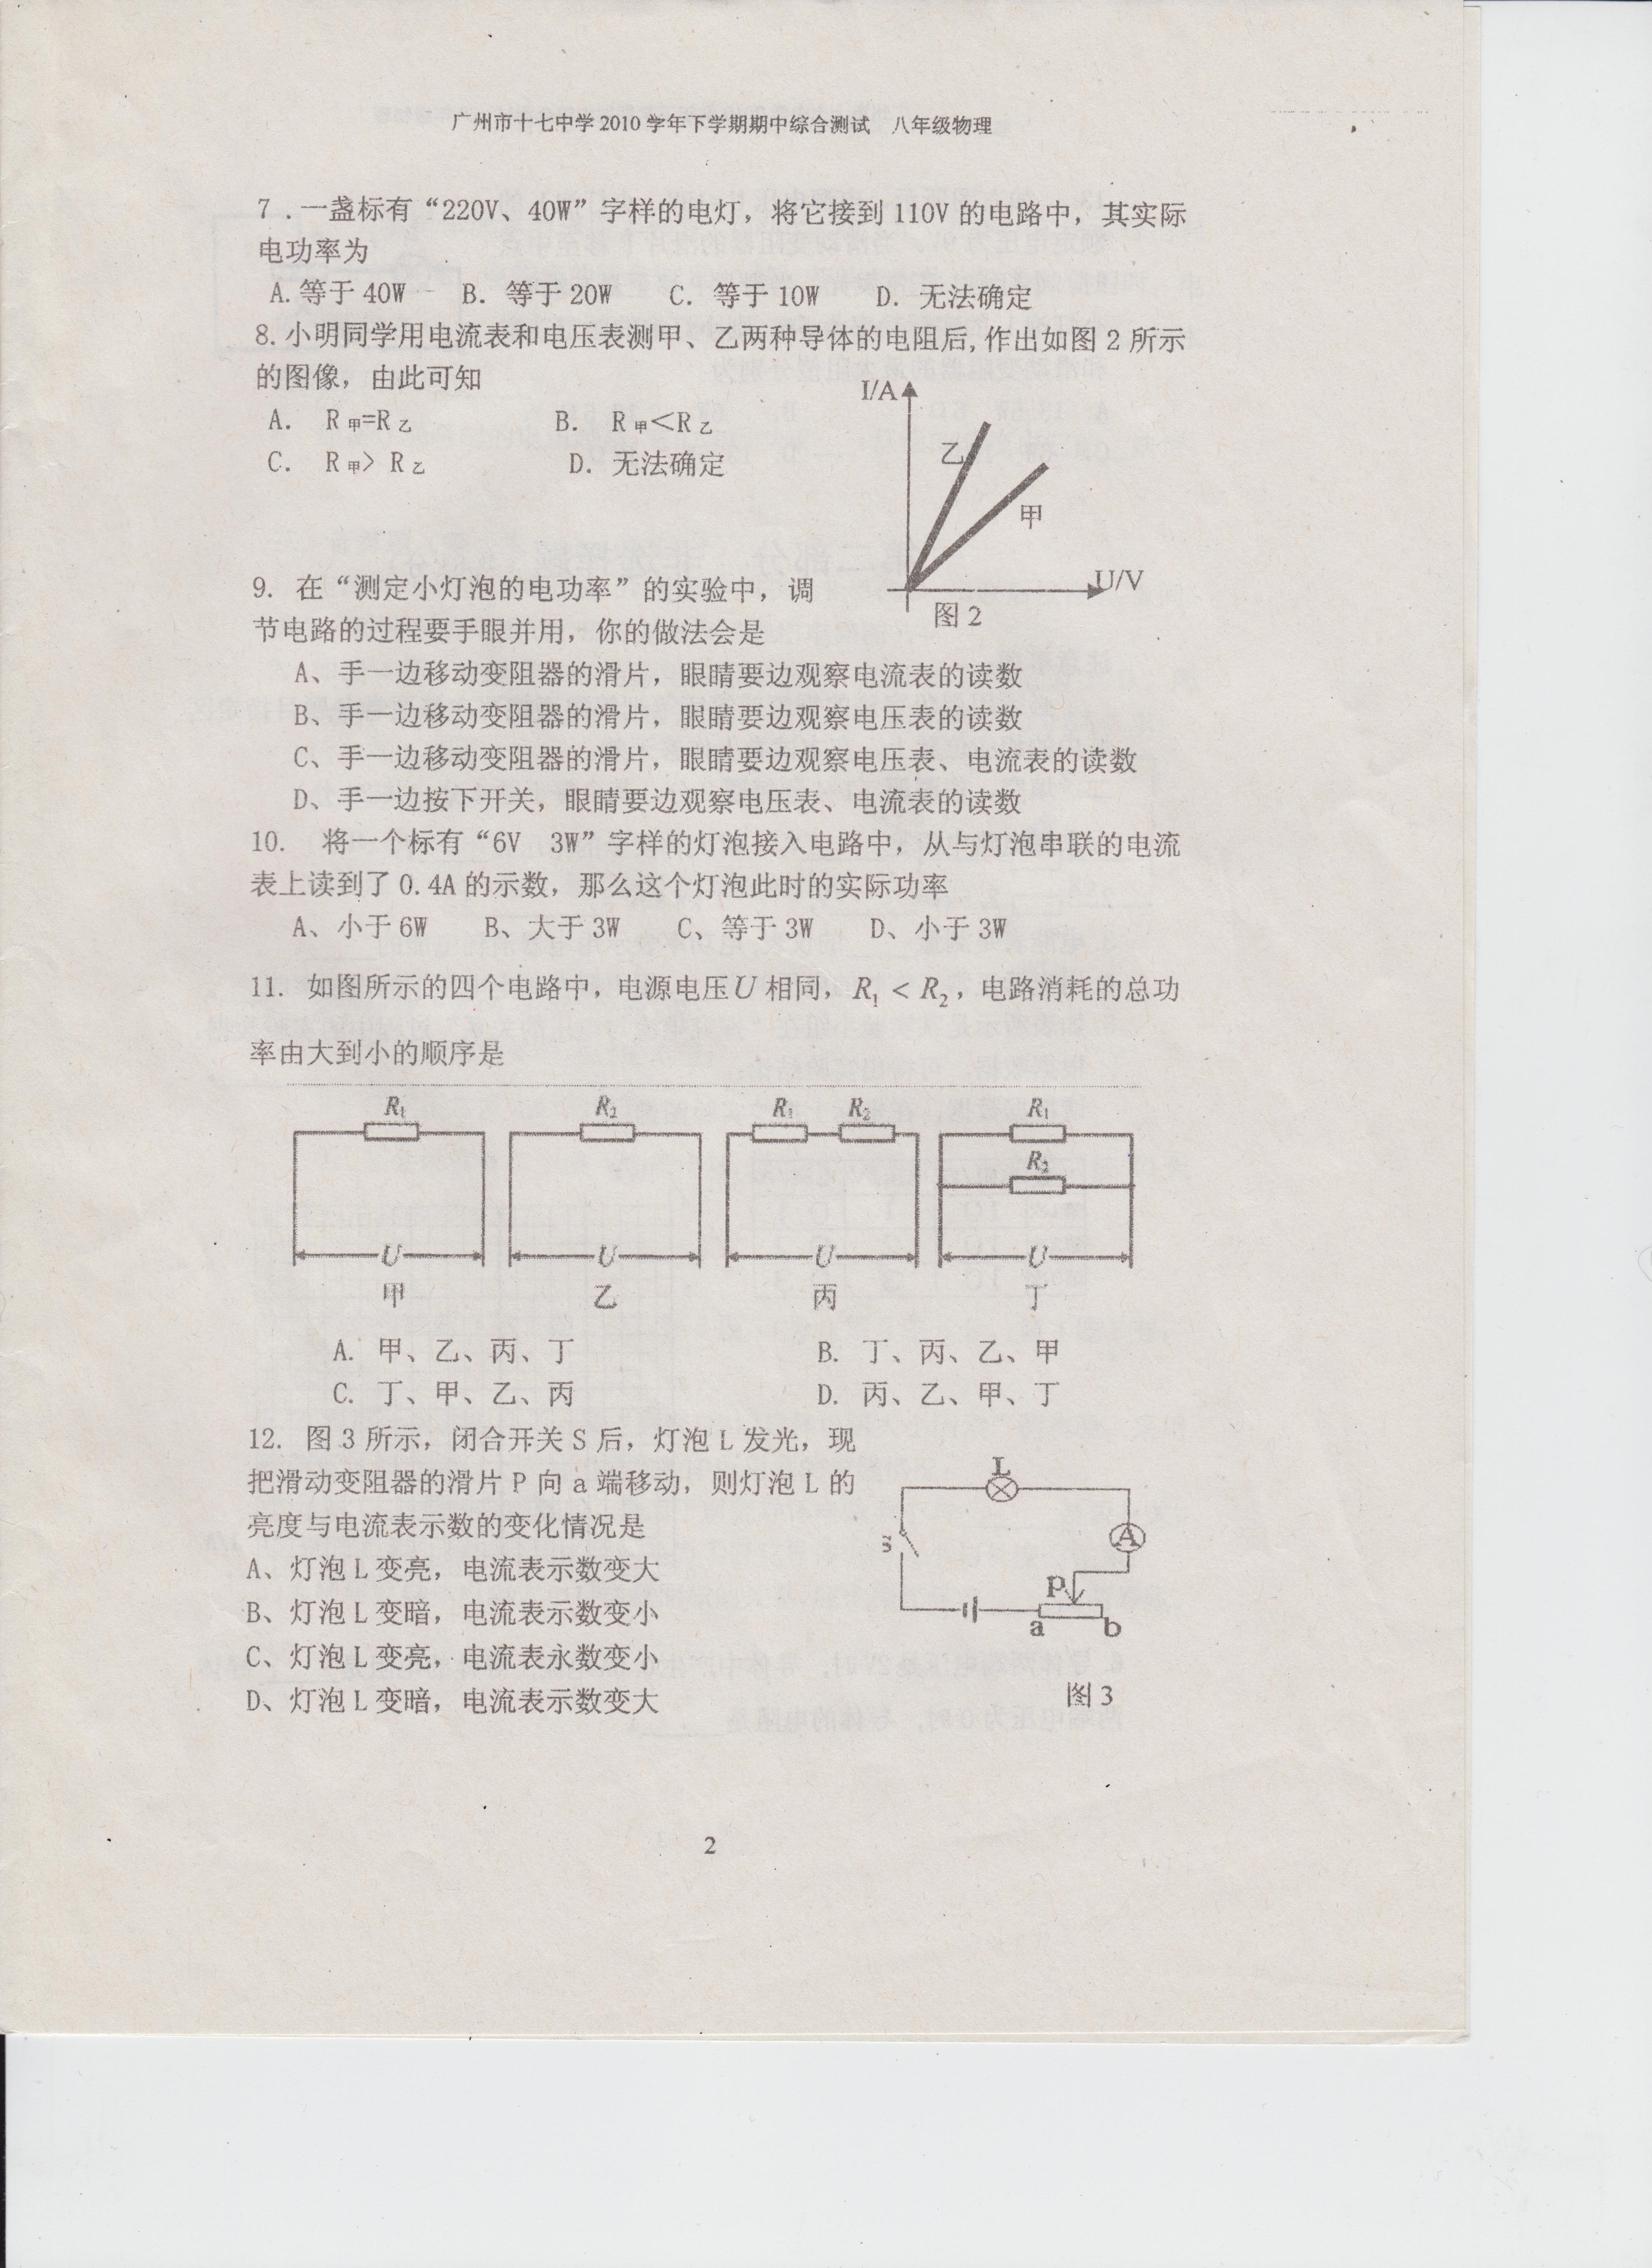 广州市十七中学2010学年下学期期中综合测试　八年级物理
7．一盏标有“220V、40W”字样的电灯，将它接到110V的电路中，其实际
电功率为
A.等于40W　B. 等于20W　C. 等于10W　D. 无法确定
8.小明同学用电流表和电压表测甲、乙两种导体的电阻后,作出如图2所示
的图像，由此可知
A.　R甲=R乙　B.　R甲＜R乙
C.　R甲〉R乙　D. 无法确定
I/A
乙
甲
U/V
图2
9. 在“测定小灯泡的电功率”的实验中，调
节电路的过程要手眼并用，你的做法会是
A、手一边移动变阻器的滑片，眼睛要边观察电流表的读数
B、手一边移动变阻器的滑片，眼睛要边观察电压表的读数
C、手一边移动变阻器的滑片，眼睛要边观察电压表、电流表的读数
D、手一边按下开关，眼睛要边观察电压表、电流表的读数
10.　将一个标有“6V　3W”字样的灯泡接入电路中，从与灯泡串联的电流
表上读到了0.4A的示数，那么这个灯泡此时的实际功率
A、小于6W　B、大于3W　C、等于3W　D、小于3W
11. 如图所示的四个电路中，电源电压U相同，R₁ < R₂，电路消耗的总功
率由大到小的顺序是
R₁　R₂　R₁　R₂　R₁
R₂
U　U　U　U
甲　乙　丙　丁
A. 甲、乙、丙、丁　B. 丁、丙、乙、甲
C. 丁、甲、乙、丙　D. 丙、乙、甲、丁
12. 图3所示，闭合开关S后，灯泡L发光，现
把滑动变阻器的滑片P向a端移动，则灯泡L的
亮度与电流表示数的变化情况是
A、灯泡L变亮，电流表示数变大
B、灯泡L变暗，电流表示数变小
C、灯泡L变亮，电流表永数变小
D、灯泡L变暗，电流表示数变大
L
S
A
P
a　b
图3
2